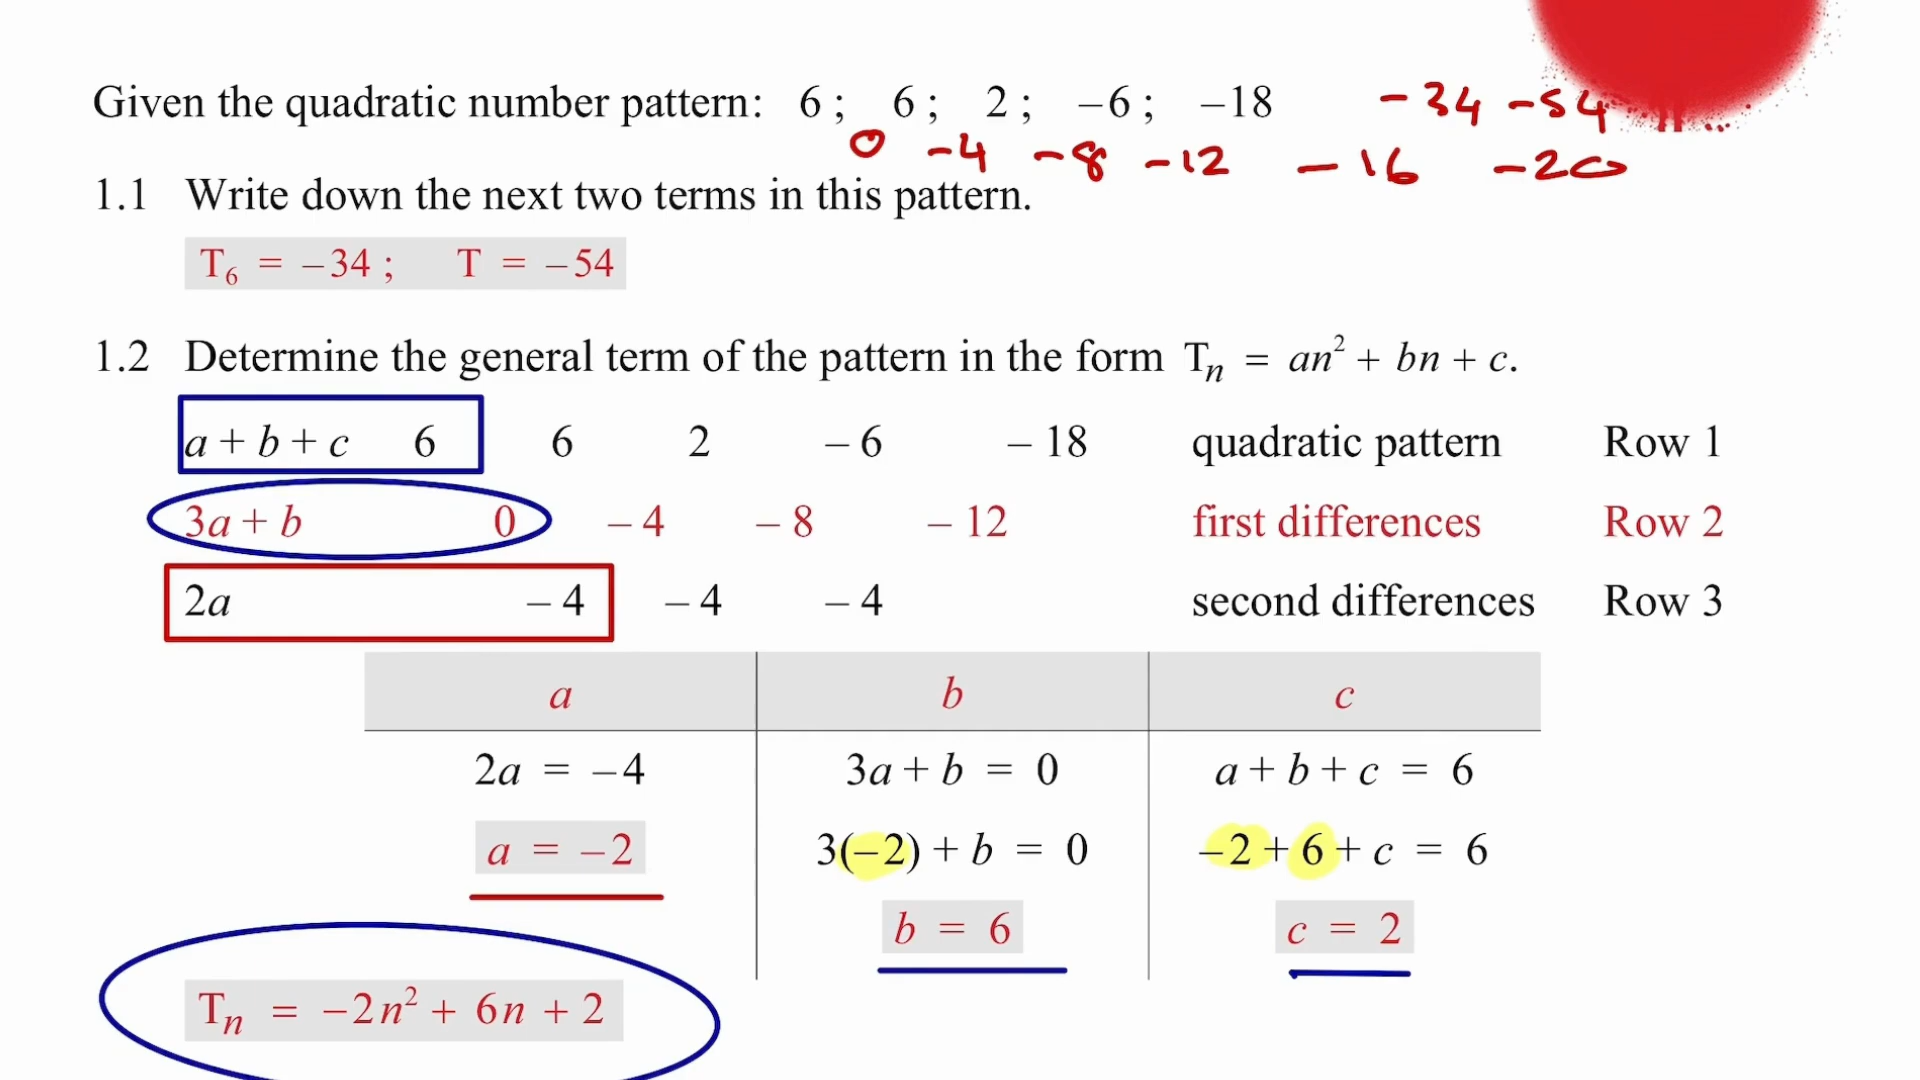 Given the quadratic number pattern: 6 ; 6 ; 2 ; –6 ; –18 -34 -54
0 -4 -8 -12 -16 -20
1.1 Write down the next two terms in this pattern.
T₆ = –34 ; T = –54
1.2 Determine the general term of the pattern in the form Tₙ = an² + bn + c.
a + b + c 6 6 2 – 6 – 18 quadratic pattern Row 1
3a + b 0 – 4 – 8 – 12 first differences Row 2
2a – 4 – 4 – 4 second differences Row 3
a b c
2a = –4 3a + b = 0 a + b + c = 6
a = –2 3(–2) + b = 0 –2 + 6 + c = 6
b = 6 c = 2
Tₙ = –2n² + 6n + 2